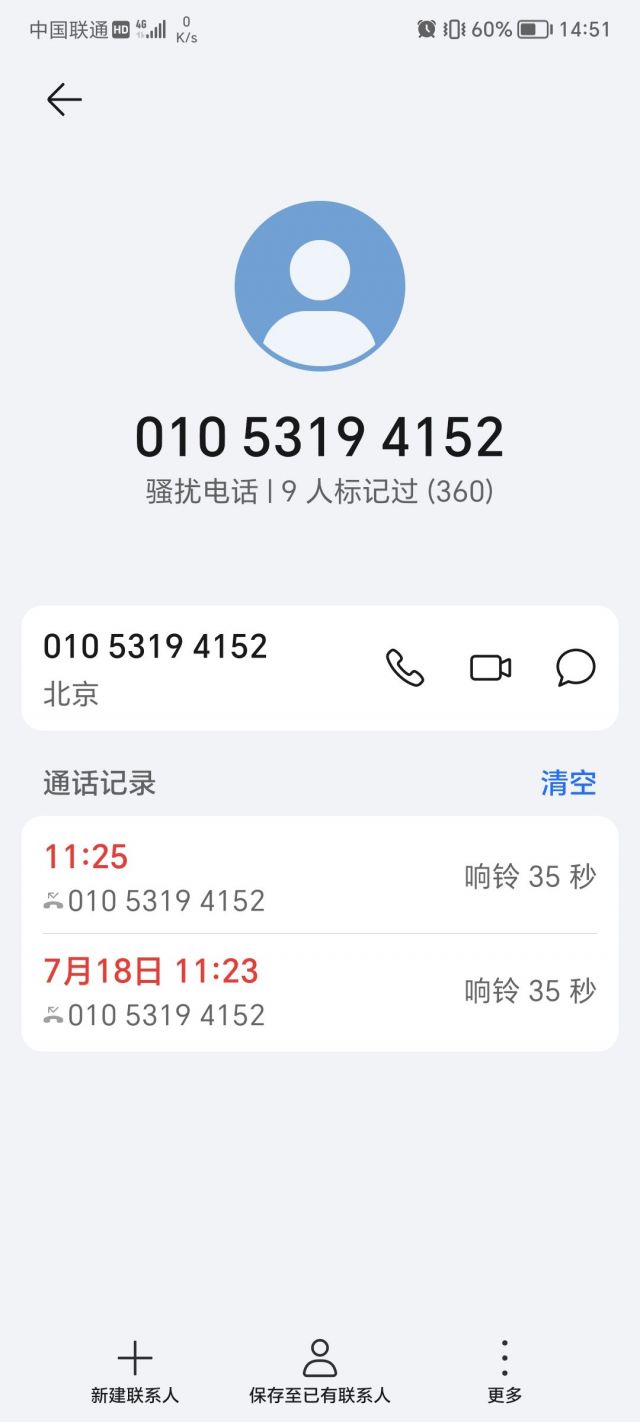 中国联通 HD 4G 0 K/s 60% 14:51
010 5319 4152
骚扰电话 | 9 人标记过 (360)
010 5319 4152
北京
通话记录 清空
11:25
010 5319 4152 响铃 35 秒
7月18日 11:23
010 5319 4152 响铃 35 秒
新建联系人 保存至已有联系人 更多